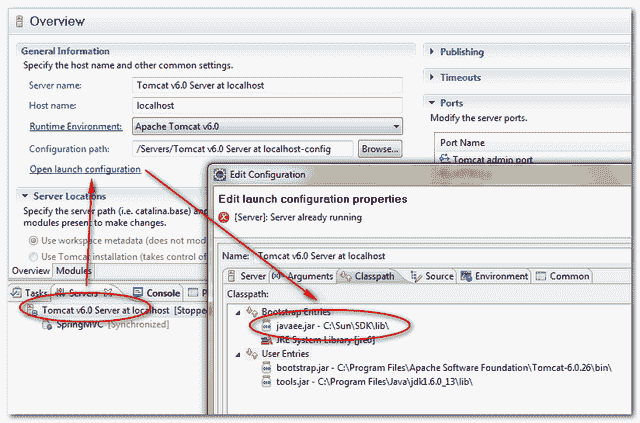 Overview
General Information
Specify the host name and other common settings.
Server name: Tomcat v6.0 Server at localhost
Host name: localhost
Runtime Environment: Apache Tomcat v6.0
Configuration path: /Servers/Tomcat v6.0 Server at localhost-config Browse...
Open launch configuration
Server Locations
Specify the server path (i.e. catalina.base) and
modules present to make changes.
Use workspace metadata (does not mod
Use Tomcat installation (takes control of
Overview Modules
Publishing
Timeouts
Ports
Modify the server ports.
Port Name
Tomcat admin port
Tasks Servers Console P
Tomcat v6.0 Server at localhost [Stopped
SpringMVC [Synchronized]
Edit Configuration
Edit launch configuration properties
[Server]: Server already running
Name: Tomcat v6.0 Server at localhost
Server Arguments Classpath Source Environment Common
Classpath:
Bootstrap Entries
javaee.jar - C:\Sun\SDK\lib\
JRE System Library [jre6]
User Entries
bootstrap.jar - C:\Program Files\Apache Software Foundation\Tomcat-6.0.26\bin\
tools.jar - C:\Program Files\Java\jdk1.6.0_13\lib\